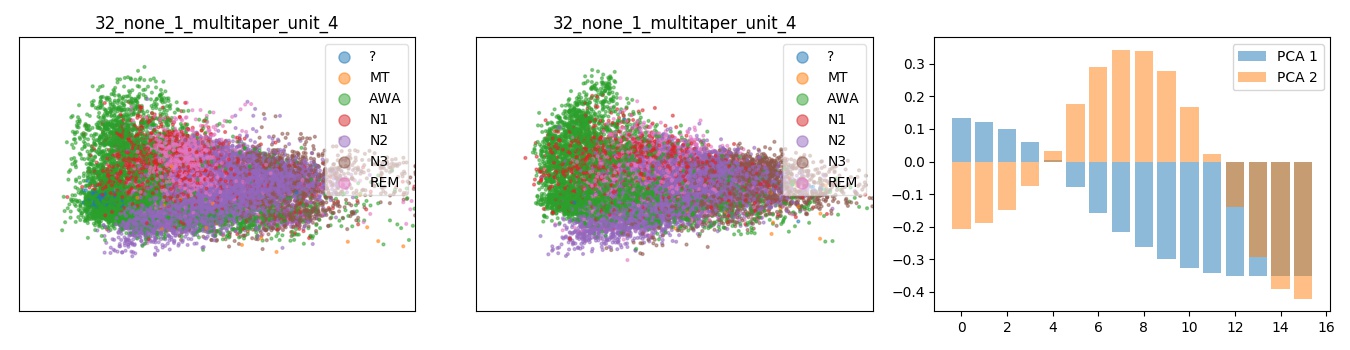 32_none_1_multitaper_unit_4
?
MT
AWA
N1
N2
N3
REM
32_none_1_multitaper_unit_4
?
MT
AWA
N1
N2
N3
REM
PCA 1
PCA 2
0.3
0.2
0.1
0.0
−0.1
−0.2
−0.3
−0.4
0 2 4 6 8 10 12 14 16